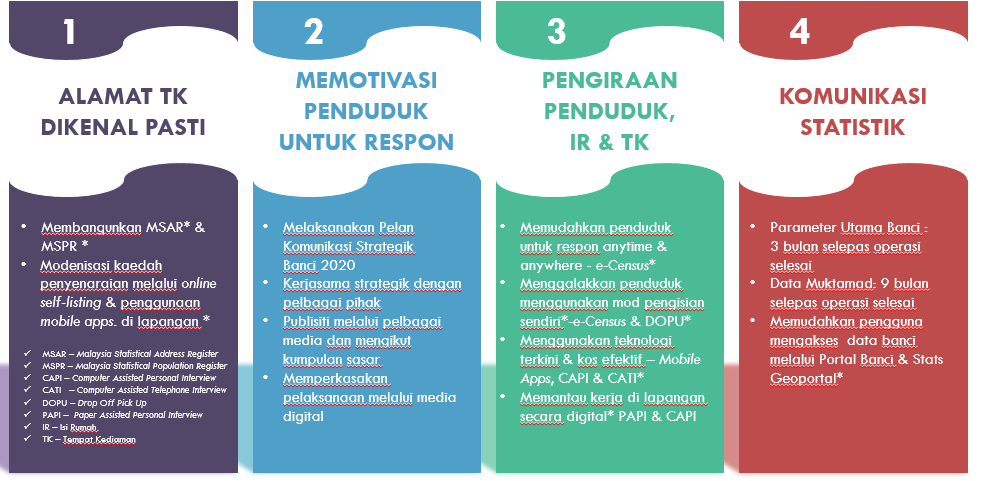 1
ALAMAT TK
DIKENAL PASTI
• Membangunkan MSAR* &
MSPR *
• Modenisasi kaedah
penyenaraian melalui online
self-listing & penggunaan
mobile apps. di lapangan *
✓ MSAR – Malaysia Statistical Address Register
✓ MSPR – Malaysia Statistical Population Register
✓ CAPI – Computer Assisted Personal Interview
✓ CATI – Computer Assisted Telephone Interview
✓ DOPU – Drop Off Pick Up
✓ PAPI – Paper Assisted Personal Interview
✓ IR – Isi Rumah
✓ TK – Tempat Kediaman
2
MEMOTIVASI
PENDUDUK
UNTUK RESPON
• Melaksanakan Pelan
Komunikasi Strategik
Banci 2020
• Kerjasama strategik dengan
pelbagai pihak
• Publisiti melalui pelbagai
media dan mengikut
kumpulan sasar
• Memperkasakan
pelaksanaan melalui media
digital
3
PENGIRAAN
PENDUDUK,
IR & TK
• Memudahkan penduduk
untuk respon anytime &
anywhere - e-Census*
• Menggalakkan penduduk
menggunakan mod pengisian
sendiri*-e-Census & DOPU*
• Menggunakan teknologi
terkini & kos efektif – Mobile
Apps, CAPI & CATI*
• Memantau kerja di lapangan
secara digital* PAPI & CAPI
4
KOMUNIKASI
STATISTIK
• Parameter Utama Banci :
3 bulan selepas operasi
selesai
• Data Muktamad: 9 bulan
selepas operasi selesai
• Memudahkan pengguna
mengakses data banci
melalui Portal Banci & Stats
Geoportal*